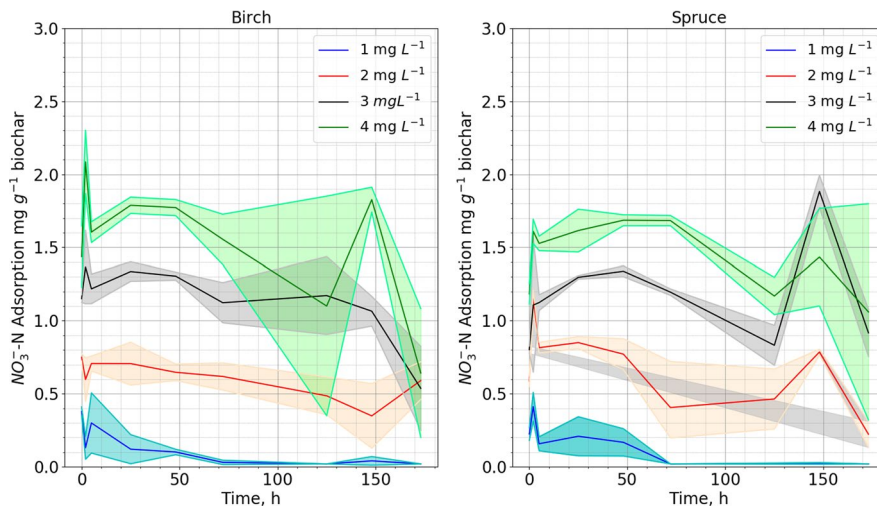 Birch
Spruce
NO₃⁻-N Adsorption mg g⁻¹ biochar
3.0
2.5
2.0
1.5
1.0
0.5
0.0
1 mg L⁻¹
2 mg L⁻¹
3 mgL⁻¹
4 mg L⁻¹
0
50
100
150
Time, h
NO₃⁻-N Adsorption mg g⁻¹ biochar
3.0
2.5
2.0
1.5
1.0
0.5
0.0
1 mg L⁻¹
2 mg L⁻¹
3 mg L⁻¹
4 mg L⁻¹
0
50
100
150
Time, h